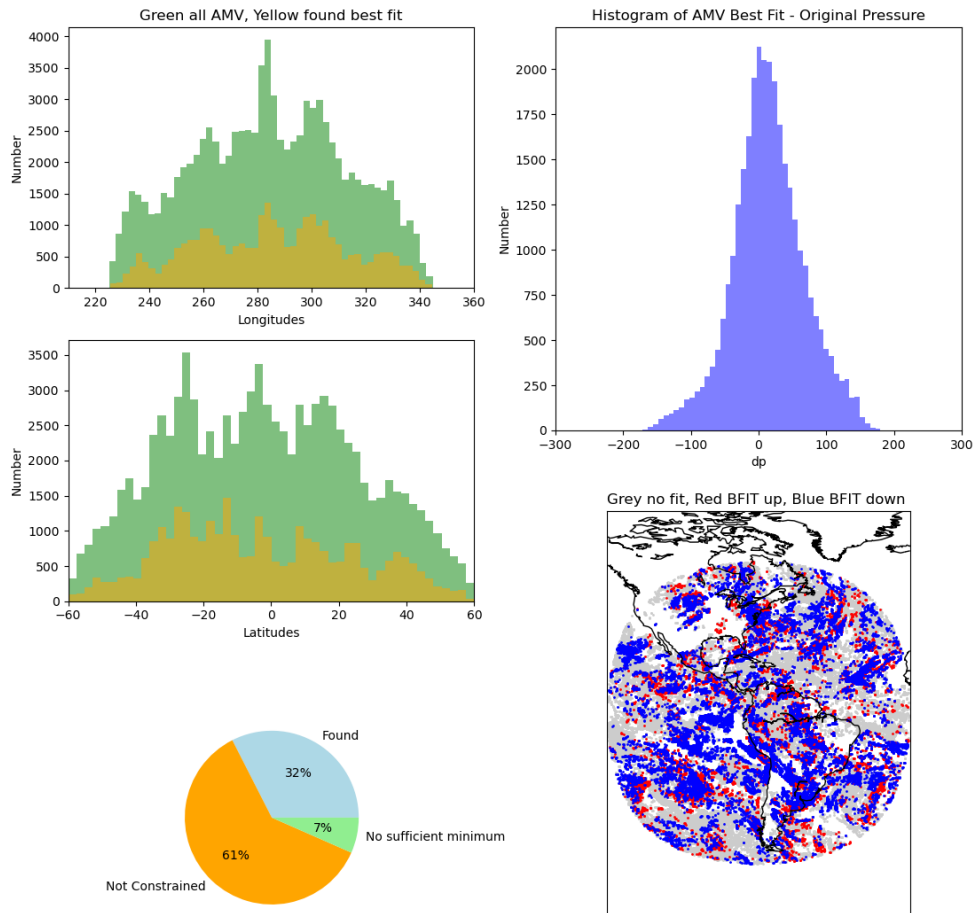 Green all AMV, Yellow found best fit
4000
3500
3000
2500
2000
1500
1000
500
0
Number
220 240 260 280 300 320 340 360
Longitudes
Histogram of AMV Best Fit - Original Pressure
2000
1750
1500
1250
1000
750
500
250
0
Number
−300 −200 −100 0 100 200 300
dp
3500
3000
2500
2000
1500
1000
500
0
Number
−60 −40 −20 0 20 40 60
Latitudes
Grey no fit, Red BFIT up, Blue BFIT down
Found
32%
7%
No sufficient minimum
61%
Not Constrained